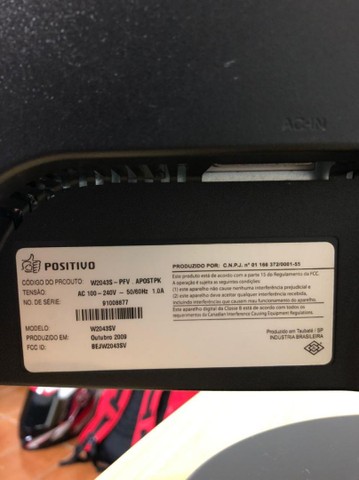 AC-IN
POSITIVO
CÓDIGO DO PRODUTO: W2043S-PFV APOSTPK
TENSÃO: AC 100-240V ~ 50/60Hz 1.0A
NO. DE SÉRIE: 91008677
MODELO: W2043SV
PRODUZIDO EM: Outubro 2009
FCC ID: BEJW2043SV
PRODUZIDO POR: C.N.P.J. nº 01 166 372/0001-55
Este produto está de acordo com a parte 15 do Regulamento da FCC.
A operação é sujeita as seguintes condições:
(1) este aparelho não cause nenhuma interferência prejudicial e
(2) este aparelho deve aceitar qualquer interferência recebida,
incluindo interferências que causem mau funcionamento do aparelho.
Este aparelho digital de Classe B está de acordo com os
requerimentos do Canadian Interference Causing Equipment Regulations.
Produzido em Taubaté : SP
INDÚSTRIA BRASILEIRA